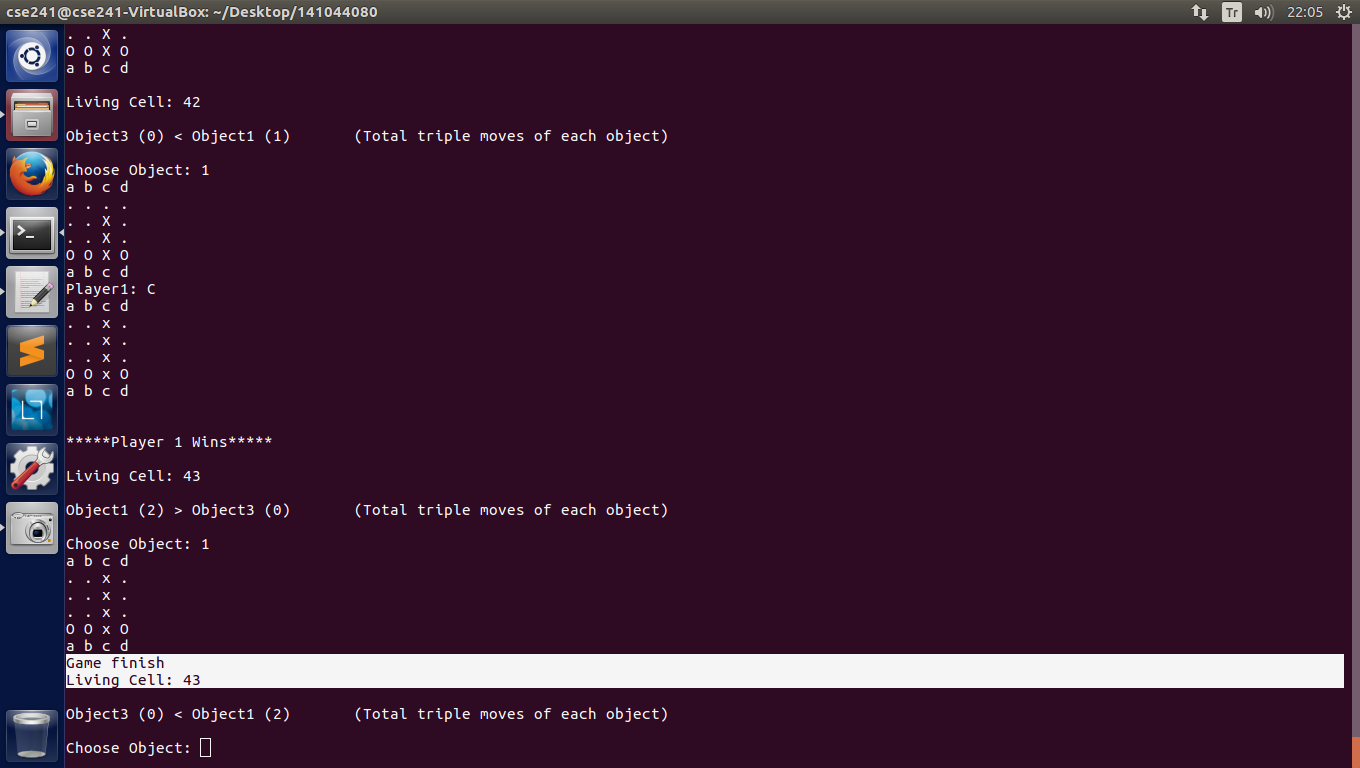 cse241@cse241-VirtualBox: ~/Desktop/141044080
Tr
22:05
. . X .
O O X O
a b c d
Living Cell: 42
Object3 (0) < Object1 (1) (Total triple moves of each object)
Choose Object: 1
a b c d
. . . .
. . X .
. . X .
O O X O
a b c d
Player1: C
a b c d
. . x .
. . x .
. . x .
O O x O
a b c d
*****Player 1 Wins*****
Living Cell: 43
Object1 (2) > Object3 (0) (Total triple moves of each object)
Choose Object: 1
a b c d
. . x .
. . x .
. . x .
O O x O
a b c d
Game finish
Living Cell: 43
Object3 (0) < Object1 (2) (Total triple moves of each object)
Choose Object: